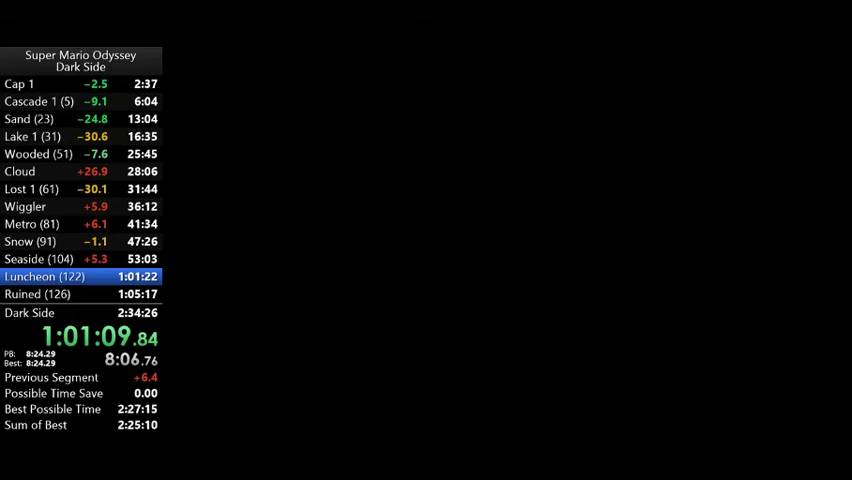 Super Mario Odyssey
Dark Side
Cap 1 −2.5 2:37
Cascade 1 (5) −9.1 6:04
Sand (23) −24.8 13:04
Lake 1 (31) −30.6 16:35
Wooded (51) −7.6 25:45
Cloud +26.9 28:06
Lost 1 (61) −30.1 31:44
Wiggler +5.9 36:12
Metro (81) +6.1 41:34
Snow (91) −1.1 47:26
Seaside (104) +5.3 53:03
Luncheon (122) 1:01:22
Ruined (126) 1:05:17
Dark Side 2:34:26
1:01:09.84
PB: 8:24.29
Best: 8:24.29
8:06.76
Previous Segment +6.4
Possible Time Save 0.00
Best Possible Time 2:27:15
Sum of Best 2:25:10